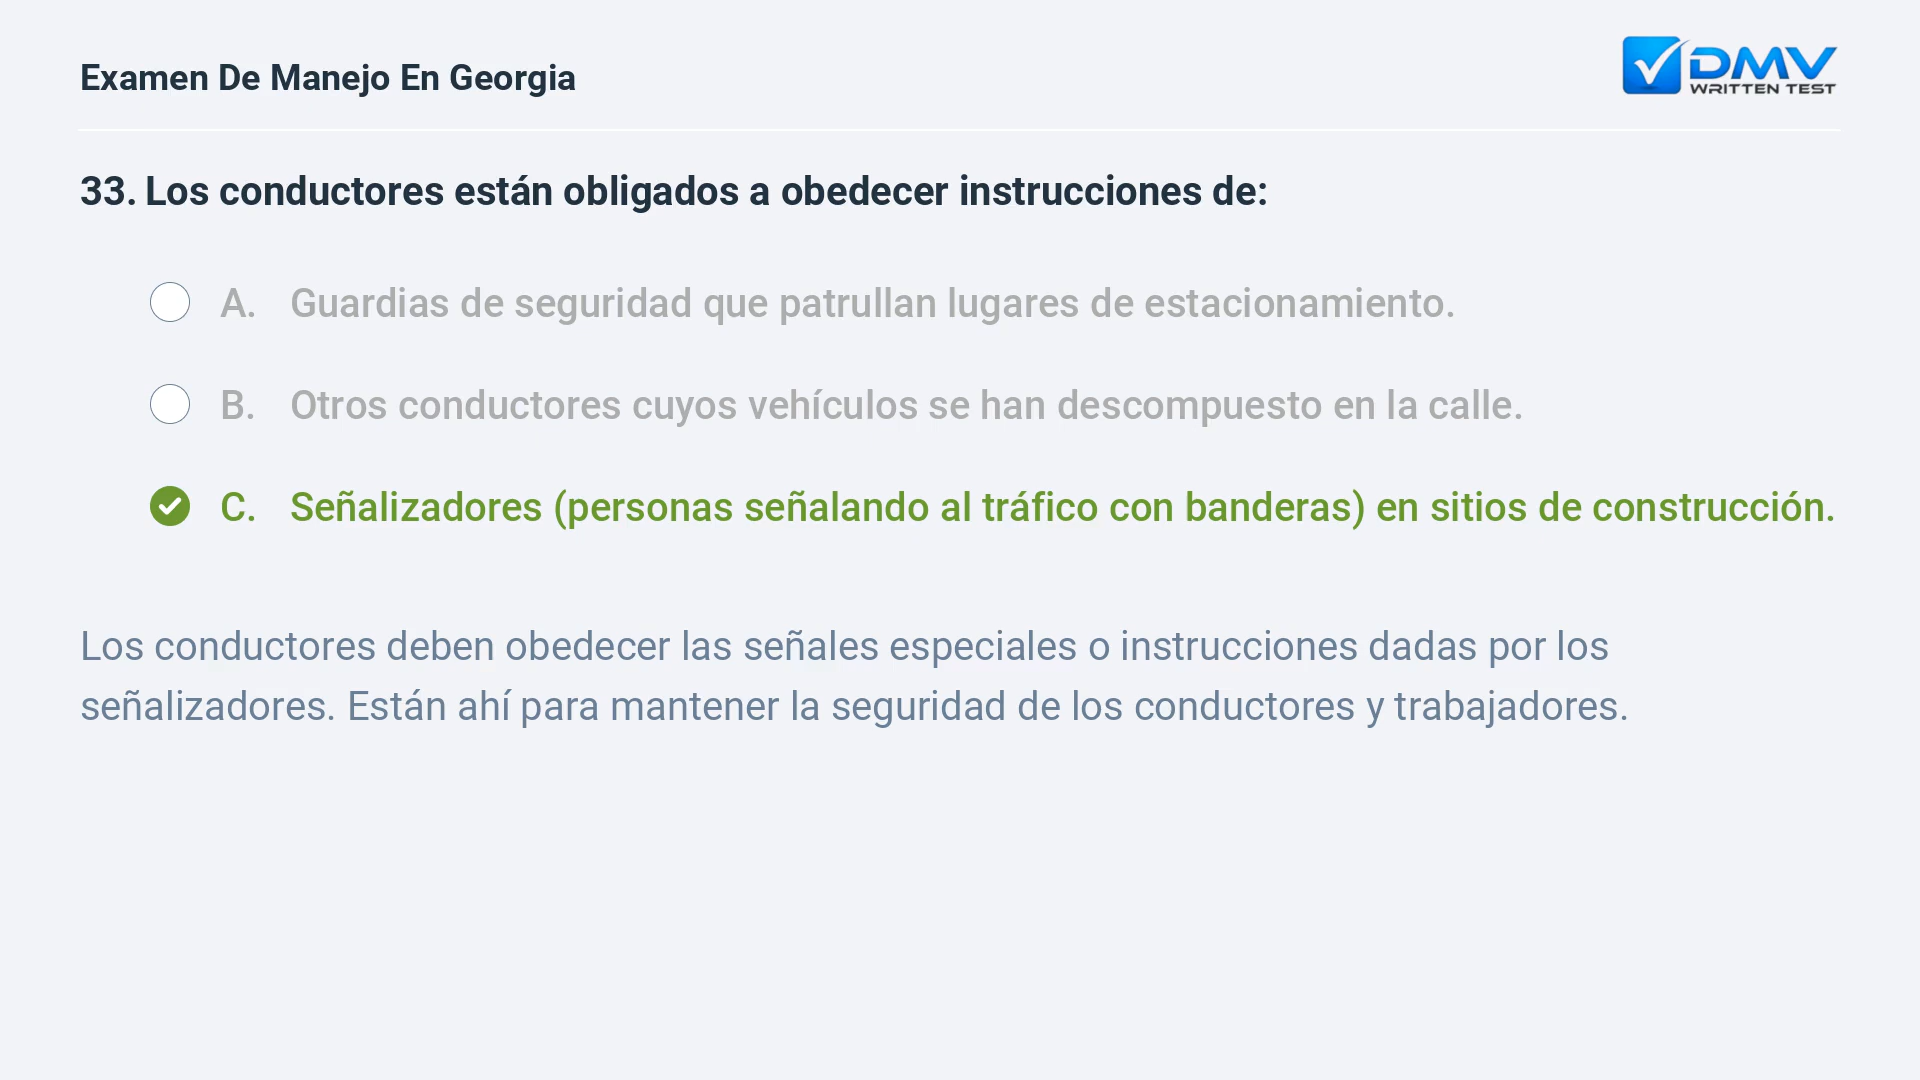 Examen De Manejo En Georgia
DMV
WRITTEN TEST
33. Los conductores están obligados a obedecer instrucciones de:
A. Guardias de seguridad que patrullan lugares de estacionamiento.
B. Otros conductores cuyos vehículos se han descompuesto en la calle.
C. Señalizadores (personas señalando al tráfico con banderas) en sitios de construcción.
Los conductores deben obedecer las señales especiales o instrucciones dadas por los
señalizadores. Están ahí para mantener la seguridad de los conductores y trabajadores.